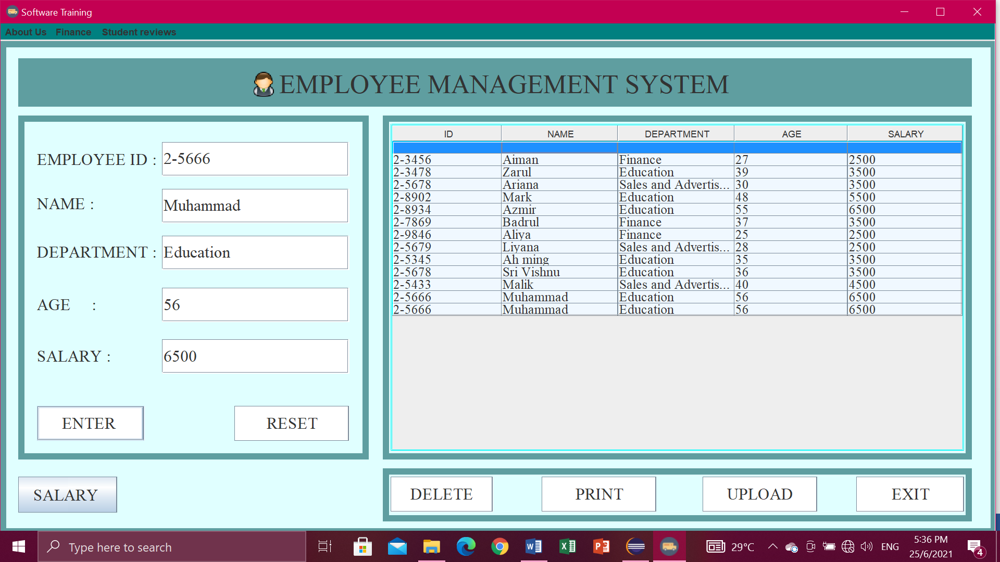 Software Training
About Us Finance Student reviews
EMPLOYEE MANAGEMENT SYSTEM
EMPLOYEE ID : 2-5666
NAME : Muhammad
DEPARTMENT : Education
AGE : 56
SALARY : 6500
ENTER RESET
SALARY
ID NAME DEPARTMENT AGE SALARY
2-3456 Aiman Finance 27 2500
2-3478 Zarul Education 39 3500
2-5678 Ariana Sales and Advertis... 30 3500
2-8902 Mark Education 48 5500
2-8934 Azmir Education 55 6500
2-7869 Badrul Finance 37 3500
2-9846 Aliya Finance 25 2500
2-5679 Liyana Sales and Advertis... 28 2500
2-5345 Ah ming Education 35 3500
2-5678 Sri Vishnu Education 36 3500
2-5433 Malik Sales and Advertis... 40 4500
2-5666 Muhammad Education 56 6500
2-5666 Muhammad Education 56 6500
DELETE PRINT UPLOAD EXIT
Type here to search
29°C
ENG
5:36 PM
25/6/2021
4